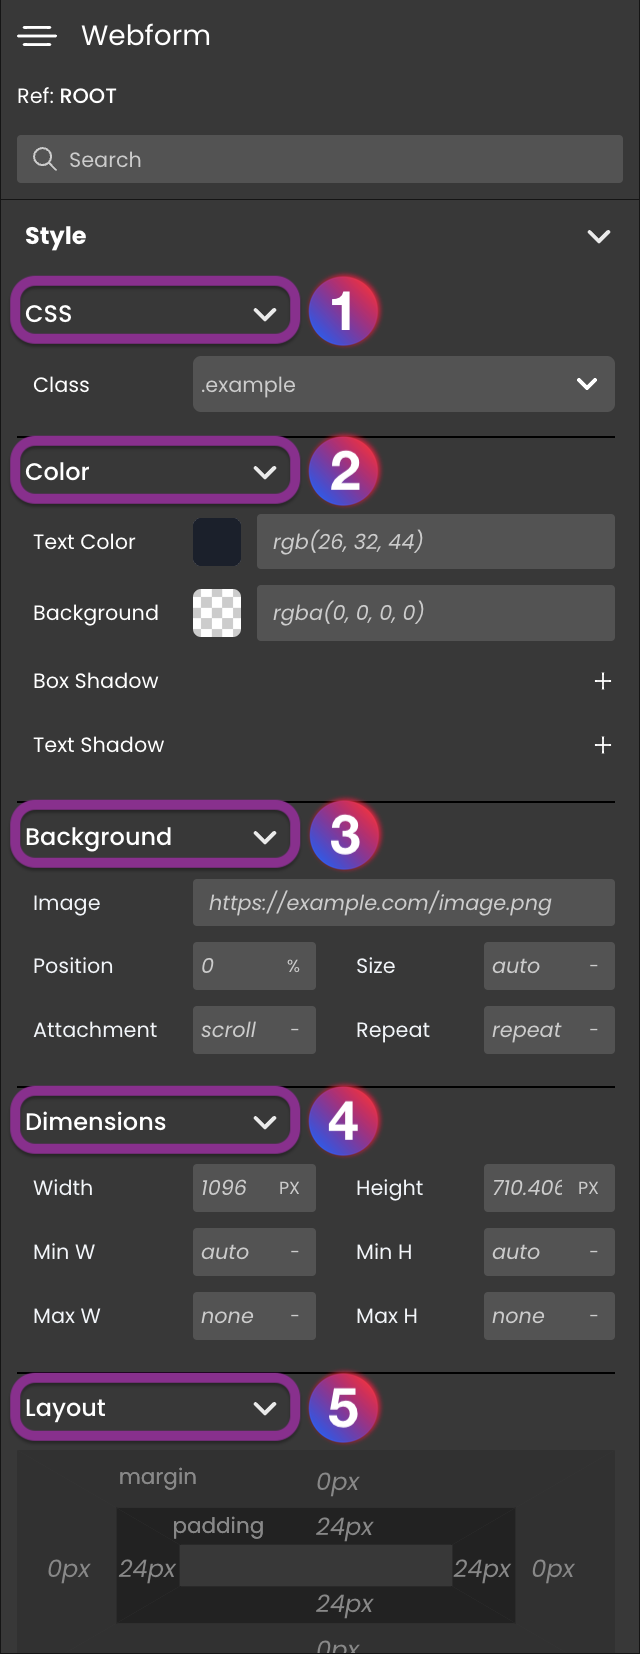 Webform
Ref: ROOT
Search
Style
CSS 1
Class .example
Color 2
Text Color rgb(26, 32, 44)
Background rgba(0, 0, 0, 0)
Box Shadow +
Text Shadow +
Background 3
Image https://example.com/image.png
Position 0 % Size auto -
Attachment scroll - Repeat repeat -
Dimensions 4
Width 1096 PX Height 710.406 PX
Min W auto - Min H auto -
Max W none - Max H none -
Layout 5
margin 0px
padding 24px
0px 24px 24px 0px
24px
0px